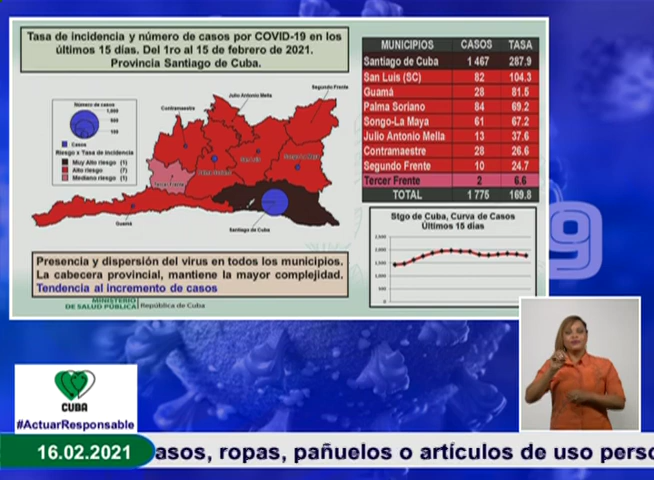 Tasa de incidencia y número de casos por COVID-19 en los
últimos 15 días. Del 1ro al 15 de febrero de 2021.
Provincia Santiago de Cuba.
Número de casos
Casos
Riesgo x Tasa de incidencia
Muy Alto riesgo (1)
Alto riesgo (7)
Mediano riesgo (1)
Segundo Frente
Julio Antonio Mella
Contramaestre
San Luis
Songo-La Maya
Palma Soriano
Tercer Frente
Guamá
Santiago de Cuba
MUNICIPIOS CASOS TASA
Santiago de Cuba 1 467 287.9
San Luis (SC) 82 104.3
Guamá 28 81.5
Palma Soriano 84 69.2
Songo-La Maya 61 67.2
Julio Antonio Mella 13 37.6
Contramaestre 28 26.6
Segundo Frente 10 24.7
Tercer Frente 2 6.6
TOTAL 1 775 169.8
Stgo de Cuba, Curva de Casos
Últimos 15 días
2,500
2,000
1,500
1,000
500
0
Presencia y dispersión del virus en todos los municipios.
La cabecera provincial, mantiene la mayor complejidad.
Tendencia al incremento de casos
MINISTERIO
DE SALUD PÚBLICA República de Cuba
9
CUBA
#ActuarResponsable
16.02.2021
asos, ropas, pañuelos o artículos de uso perso